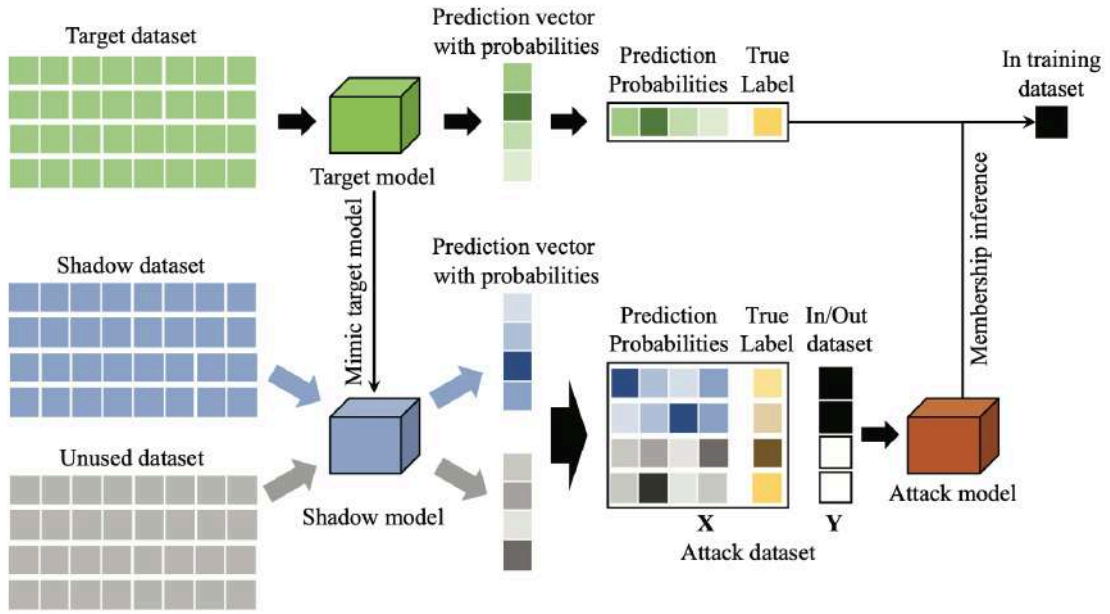 Target dataset
Prediction vector
with probabilities
Prediction
Probabilities
True
Label
In training
dataset
Target model
Mimic target model
Membership inference
Shadow dataset
Prediction vector
with probabilities
Prediction
Probabilities
True
Label
In/Out
dataset
Unused dataset
Shadow model
Attack model
X
Y
Attack dataset